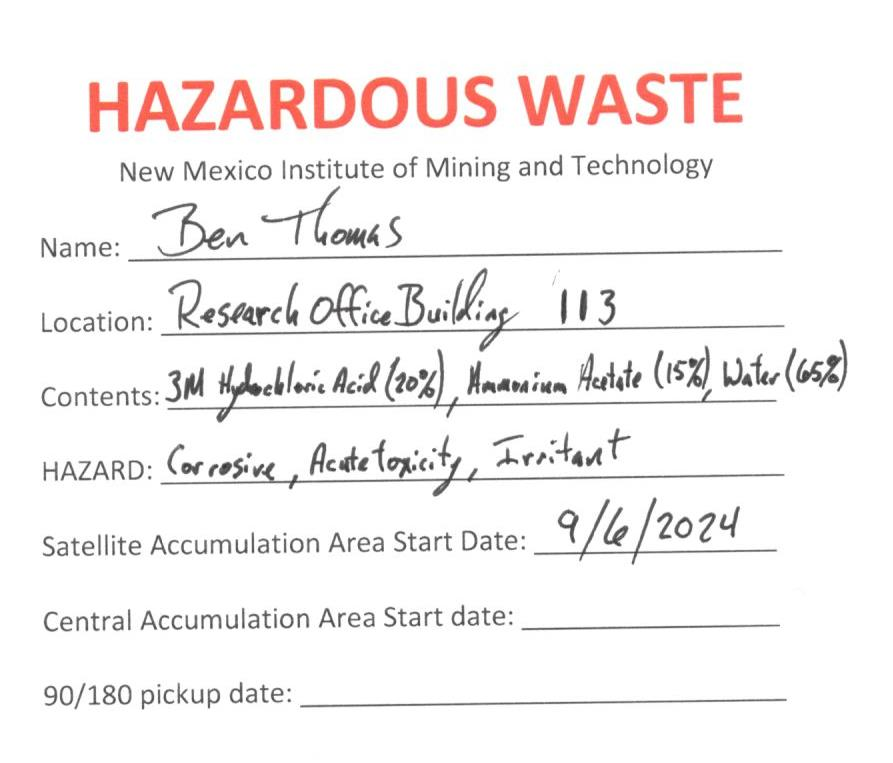 HAZARDOUS WASTE
New Mexico Institute of Mining and Technology
Name: Ben Thomas
Location: Research Office Building 113
Contents: 3M Hydrochloric Acid (20%), Ammonium Acetate (15%), Water (65%)
HAZARD: Corrosive, Acute toxicity, Irritant
Satellite Accumulation Area Start Date: 9/6/2024
Central Accumulation Area Start date:
90/180 pickup date: